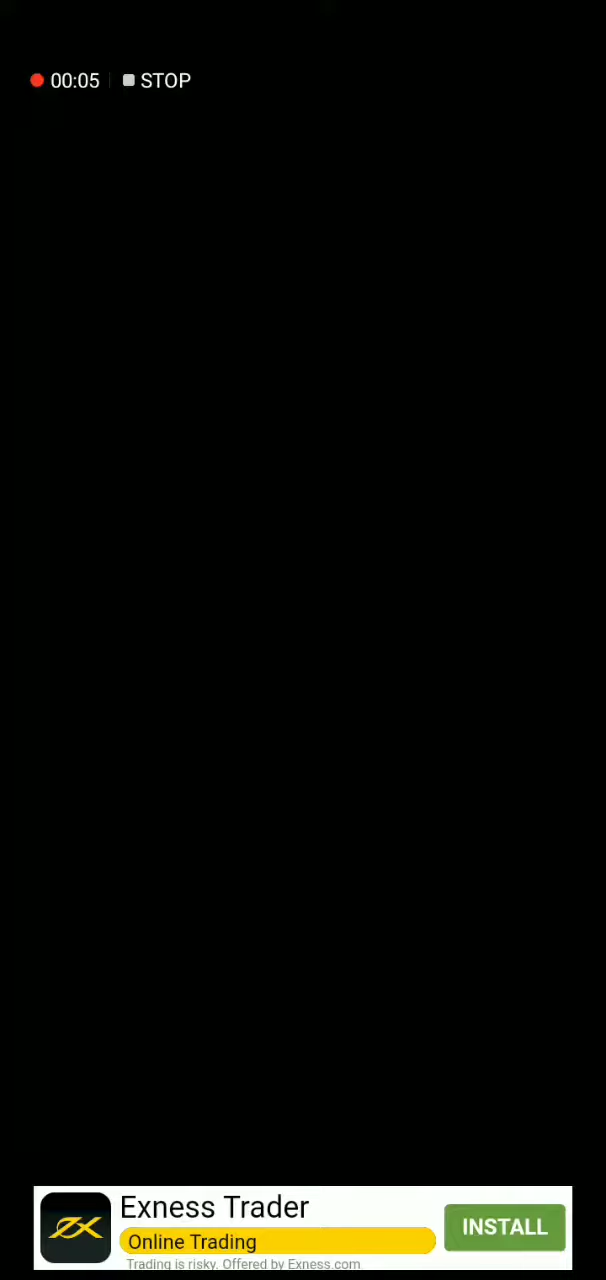 00:05 STOP
Exness Trader
Online Trading
Trading is risky. Offered by Exness.com
INSTALL